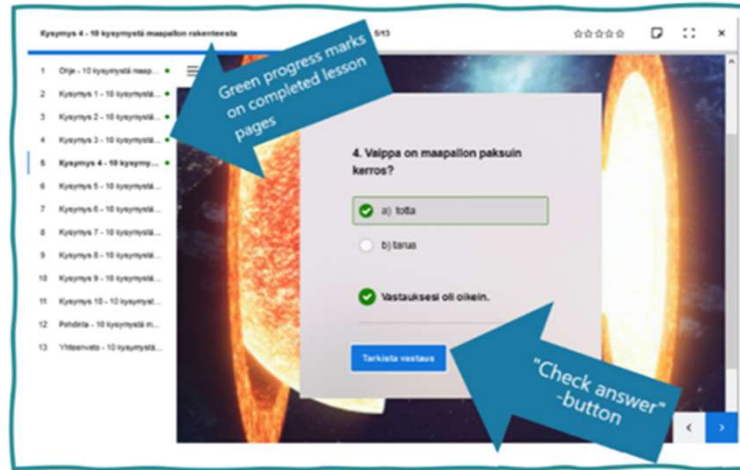 Kysymys 4 - 10 kysymystä maapallon rakenteesta
5/13
1 Ohje - 10 kysymystä maap...
2 Kysymys 1 - 10 kysymystä...
3 Kysymys 2 - 10 kysymystä...
4 Kysymys 3 - 10 kysymystä...
5 Kysymys 4 - 10 kysymy...
6 Kysymys 5 - 10 kysymystä...
7 Kysymys 6 - 10 kysymystä...
8 Kysymys 7 - 10 kysymystä...
9 Kysymys 8 - 10 kysymystä...
10 Kysymys 9 - 10 kysymystä...
11 Kysymys 10 - 10 kysymyst...
12 Pohdinta - 10 kysymystä m...
13 Yhteenveto - 10 kysymystä...
Green progress marks
on completed lesson
pages
4. Vaippa on maapallon paksuin
kerros?
a) totta
b) tarua
Vastauksesi oli oikein.
Tarkista vastaus
"Check answer"
-button